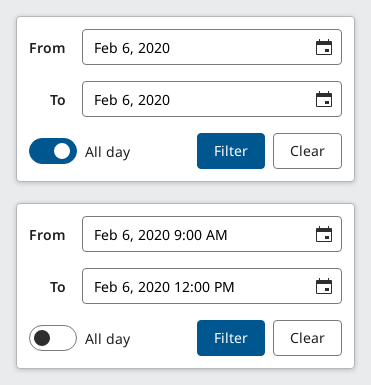 From Feb 6, 2020
To Feb 6, 2020
All day Filter Clear
From Feb 6, 2020 9:00 AM
To Feb 6, 2020 12:00 PM
All day Filter Clear